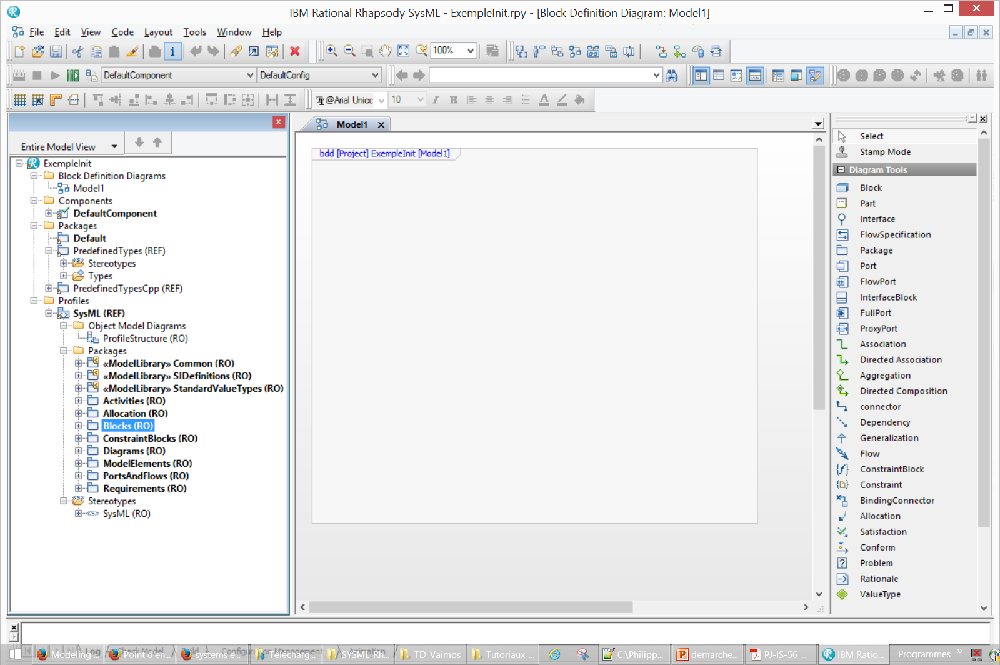 IBM Rational Rhapsody SysML - ExempleInit.rpy - [Block Definition Diagram: Model1]
File Edit View Code Layout Tools Window Help
100%
DefaultComponent DefaultConfig
@Arial Unicc 10
Model1
Entire Model View
ExempleInit
Block Definition Diagrams
Model1
Components
DefaultComponent
Packages
Default
PredefinedTypes (REF)
Stereotypes
Types
PredefinedTypesCpp (REF)
Profiles
SysML (REF)
Object Model Diagrams
ProfileStructure (RO)
Packages
«ModelLibrary» Common (RO)
«ModelLibrary» SIDefinitions (RO)
«ModelLibrary» StandardValueTypes (RO)
Activities (RO)
Allocation (RO)
Blocks (RO)
ConstraintBlocks (RO)
Diagrams (RO)
ModelElements (RO)
PortsAndFlows (RO)
Requirements (RO)
Stereotypes
SysML (RO)
bdd [Project] ExempleInit [Model1]
Select
Stamp Mode
Diagram Tools
Block
Part
Interface
FlowSpecification
Package
Port
FlowPort
InterfaceBlock
FullPort
ProxyPort
Association
Directed Association
Aggregation
Directed Composition
connector
Dependency
Generalization
Flow
ConstraintBlock
Constraint
BindingConnector
Allocation
Satisfaction
Conform
Problem
Rationale
ValueType
Log Check Model Build Configuration Management Animation
Modeling ... Point d'en... systems e... Télécharg... SYSML_Rh... TD_Vaimos Tutoriaux_... C:\Philipp... demarche... PJ-IS-56_... IBM Ratio... Programmes